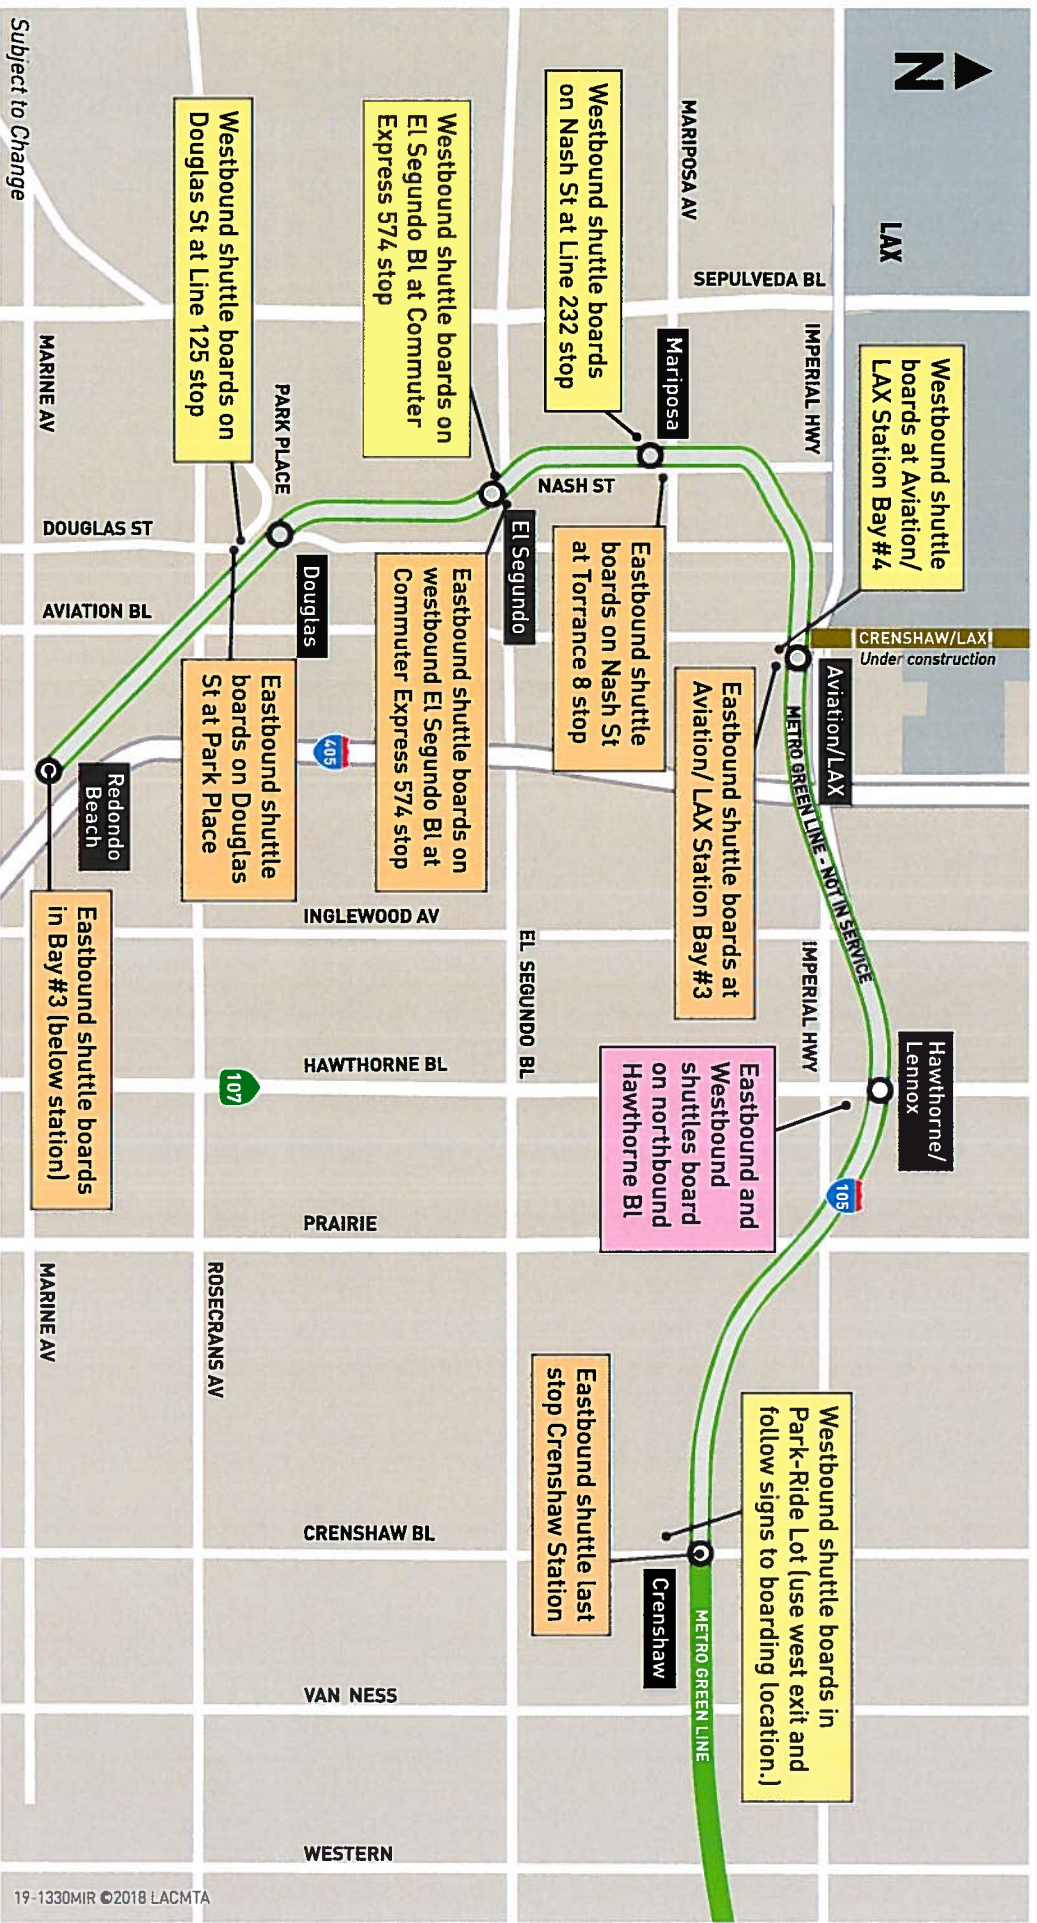 N
LAX
SEPULVEDA BL
MARIPOSA AV
IMPERIAL HWY
Westbound shuttle
boards at Aviation/
LAX Station Bay#4
CRENSHAW/LAX
Under construction
Aviation/LAX
Westbound shuttle boards
on Nash St at Line 232 stop
Mariposa
NASH ST
Eastbound shuttle
boards on Nash St
at Torrance 8 stop
Eastbound shuttle boards at
Aviation/ LAX Station Bay#3
METRO GREEN LINE - NOT IN SERVICE
IMPERIAL HWY
Hawthorne/
Lennox
105
Eastbound and
Westbound
shuttles board
on northbound
Hawthorne Bl
Westbound shuttle boards in
Park-Ride Lot (use west exit and
follow signs to boarding location.)
Crenshaw
METRO GREEN LINE
Eastbound shuttle last
stop Crenshaw Station
Westbound shuttle boards on
El Segundo Bl at Commuter
Express 574 stop
El Segundo
EL SEGUNDO BL
Eastbound shuttle boards on
westbound El Segundo Bl at
Commuter Express 574 stop
405
PARK PLACE
Douglas
Westbound shuttle boards on
Douglas St at Line 125 stop
Eastbound shuttle
boards on Douglas
St at Park Place
INGLEWOOD AV
HAWTHORNE BL
107
PRAIRIE
CRENSHAW BL
VAN NESS
WESTERN
ROSECRANS AV
MARINE AV
DOUGLAS ST
AVIATION BL
Redondo
Beach
Eastbound shuttle boards
in Bay#3 (below station)
MARINE AV
Subject to Change
19-1330MIR ©2018 LACMTA